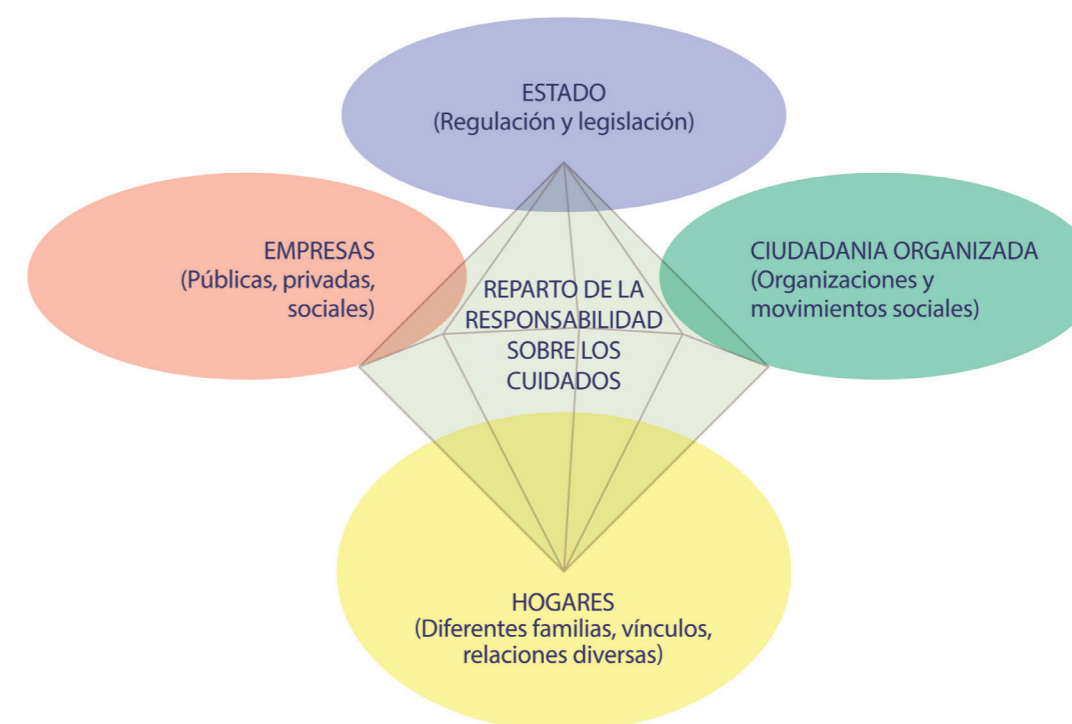 ESTADO
(Regulación y legislación)
EMPRESAS
(Públicas, privadas,
sociales)
CIUDADANIA ORGANIZADA
(Organizaciones y
movimientos sociales)
REPARTO DE LA
RESPONSABILIDAD
SOBRE LOS
CUIDADOS
HOGARES
(Diferentes familias, vínculos,
relaciones diversas)